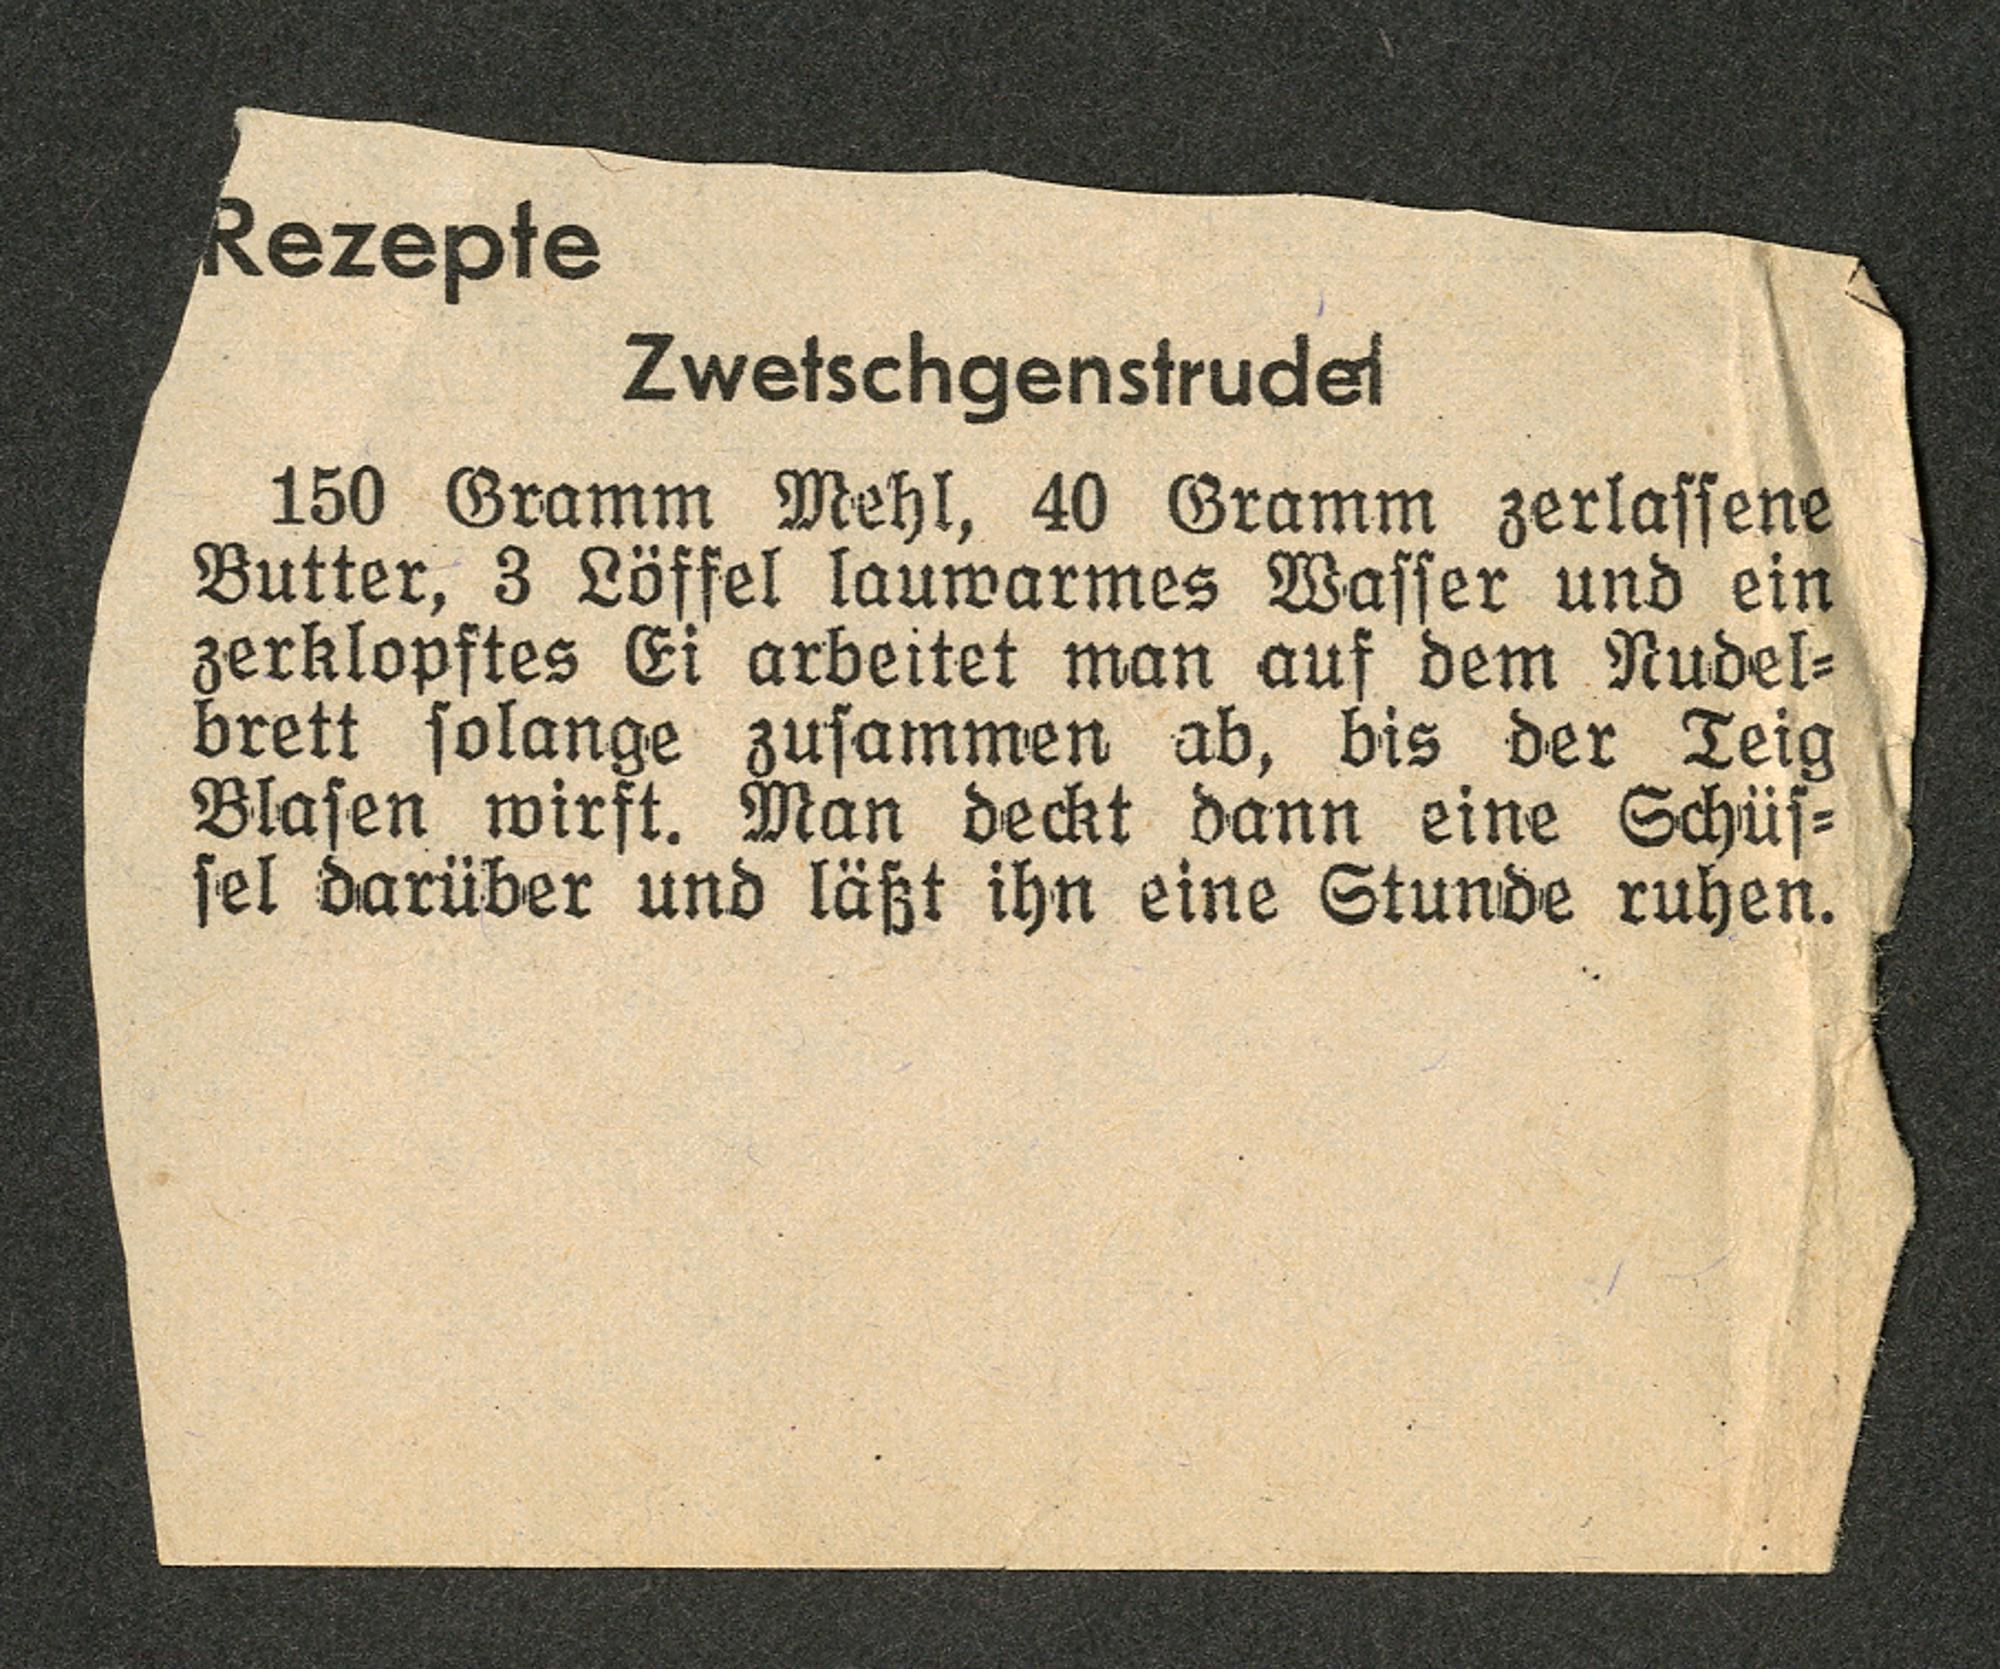 Rezepte
Zwetschgenstrudel
150 Gramm Mehl, 40 Gramm zerlassene
Butter, 3 Löffel lauwarmes Wasser und ein
zerklopftes Ei arbeitet man auf dem Nudel-
brett solange zusammen ab, bis der Teig
Blasen wirft. Man deckt dann eine Schüs-
sel darüber und läßt ihn eine Stunde ruhen.